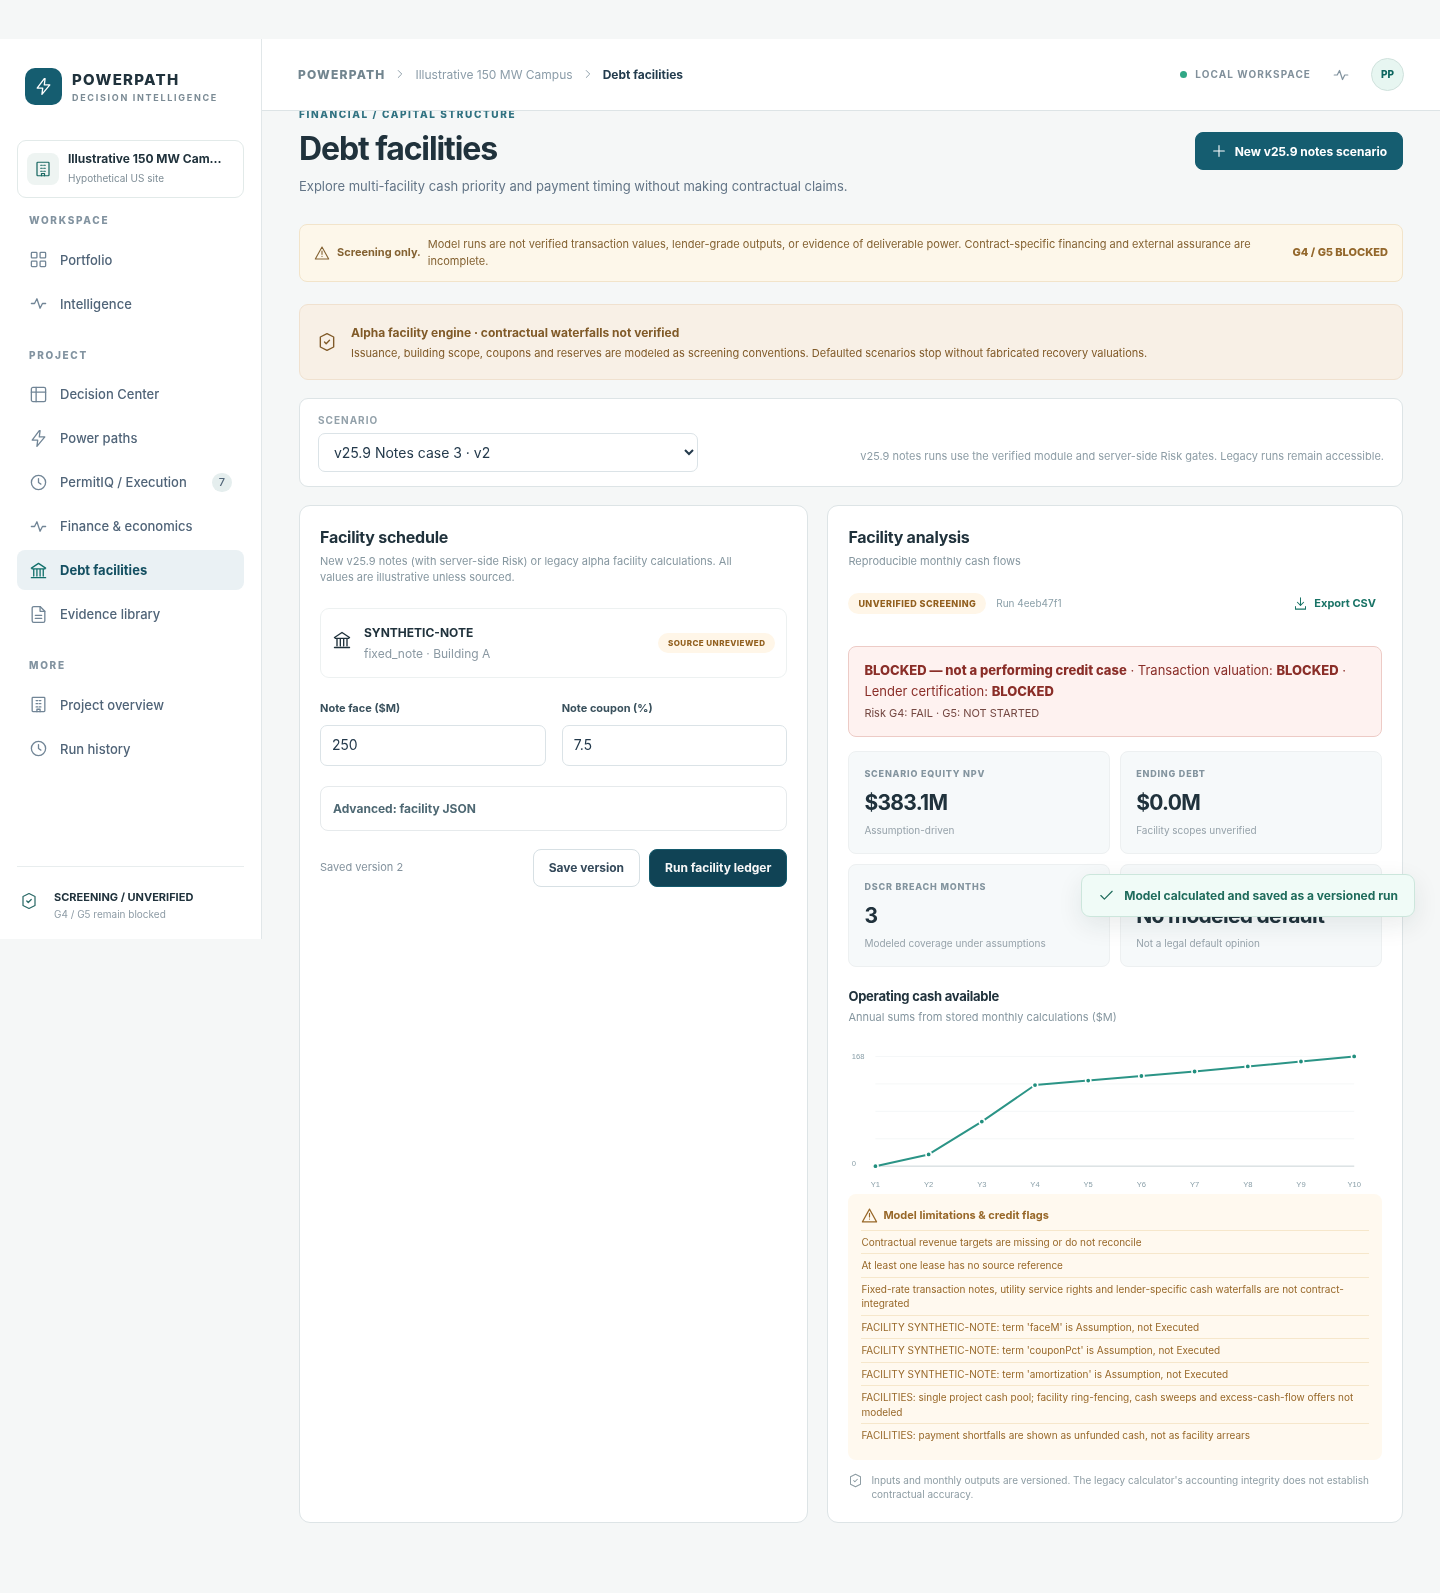 POWERPATH
DECISION INTELLIGENCE
Illustrative 150 MW Cam...
Hypothetical US site
WORKSPACE
Portfolio
Intelligence
PROJECT
Decision Center
Power paths
PermitIQ / Execution 7
Finance & economics
Debt facilities
Evidence library
MORE
Project overview
Run history
SCREENING / UNVERIFIED
G4 / G5 remain blocked
POWERPATH > Illustrative 150 MW Campus > Debt facilities
LOCAL WORKSPACE
PP
FINANCIAL / CAPITAL STRUCTURE
Debt facilities
Explore multi-facility cash priority and payment timing without making contractual claims.
New v25.9 notes scenario
Screening only.
Model runs are not verified transaction values, lender-grade outputs, or evidence of deliverable power. Contract-specific financing and external assurance are
incomplete.
G4 / G5 BLOCKED
Alpha facility engine · contractual waterfalls not verified
Issuance, building scope, coupons and reserves are modeled as screening conventions. Defaulted scenarios stop without fabricated recovery valuations.
SCENARIO
v25.9 Notes case 3 · v2
v25.9 notes runs use the verified module and server-side Risk gates. Legacy runs remain accessible.
Facility schedule
New v25.9 notes (with server-side Risk) or legacy alpha facility calculations. All
values are illustrative unless sourced.
SYNTHETIC-NOTE
fixed_note · Building A
SOURCE UNREVIEWED
Note face ($M)
250
Note coupon (%)
7.5
Advanced: facility JSON
Saved version 2
Save version
Run facility ledger
Facility analysis
Reproducible monthly cash flows
UNVERIFIED SCREENING
Run 4eeb47f1
Export CSV
BLOCKED — not a performing credit case · Transaction valuation: BLOCKED ·
Lender certification: BLOCKED
Risk G4: FAIL · G5: NOT STARTED
SCENARIO EQUITY NPV
$383.1M
Assumption-driven
ENDING DEBT
$0.0M
Facility scopes unverified
DSCR BREACH MONTHS
3
Modeled coverage under assumptions
Model calculated and saved as a versioned run
No modeled default
Not a legal default opinion
Operating cash available
Annual sums from stored monthly calculations ($M)
168
0
Y1 Y2 Y3 Y4 Y5 Y6 Y7 Y8 Y9 Y10
Model limitations & credit flags
Contractual revenue targets are missing or do not reconcile
At least one lease has no source reference
Fixed-rate transaction notes, utility service rights and lender-specific cash waterfalls are not contract-
integrated
FACILITY SYNTHETIC-NOTE: term 'faceM' is Assumption, not Executed
FACILITY SYNTHETIC-NOTE: term 'couponPct' is Assumption, not Executed
FACILITY SYNTHETIC-NOTE: term 'amortization' is Assumption, not Executed
FACILITIES: single project cash pool; facility ring-fencing, cash sweeps and excess-cash-flow offers not
modeled
FACILITIES: payment shortfalls are shown as unfunded cash, not as facility arrears
Inputs and monthly outputs are versioned. The legacy calculator's accounting integrity does not establish
contractual accuracy.